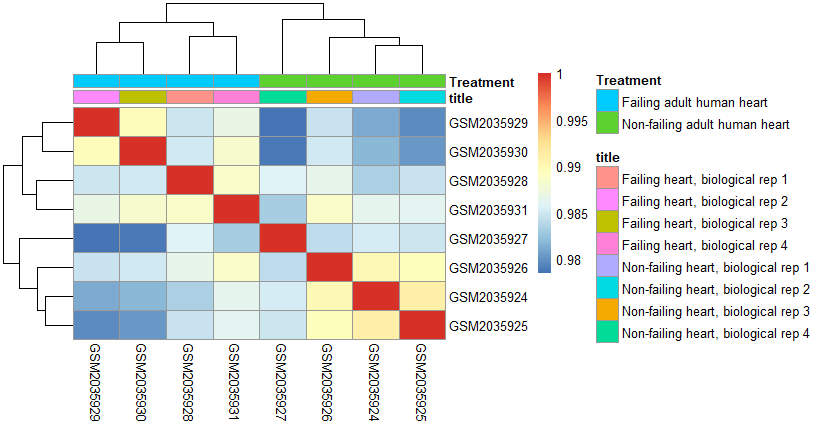 Treatment
title
GSM2035929
GSM2035930
GSM2035928
GSM2035931
GSM2035927
GSM2035926
GSM2035924
GSM2035925
GSM2035929
GSM2035930
GSM2035928
GSM2035931
GSM2035927
GSM2035926
GSM2035924
GSM2035925
1
0.995
0.99
0.985
0.98
Treatment
Failing adult human heart
Non-failing adult human heart
title
Failing heart, biological rep 1
Failing heart, biological rep 2
Failing heart, biological rep 3
Failing heart, biological rep 4
Non-failing heart, biological rep 1
Non-failing heart, biological rep 2
Non-failing heart, biological rep 3
Non-failing heart, biological rep 4